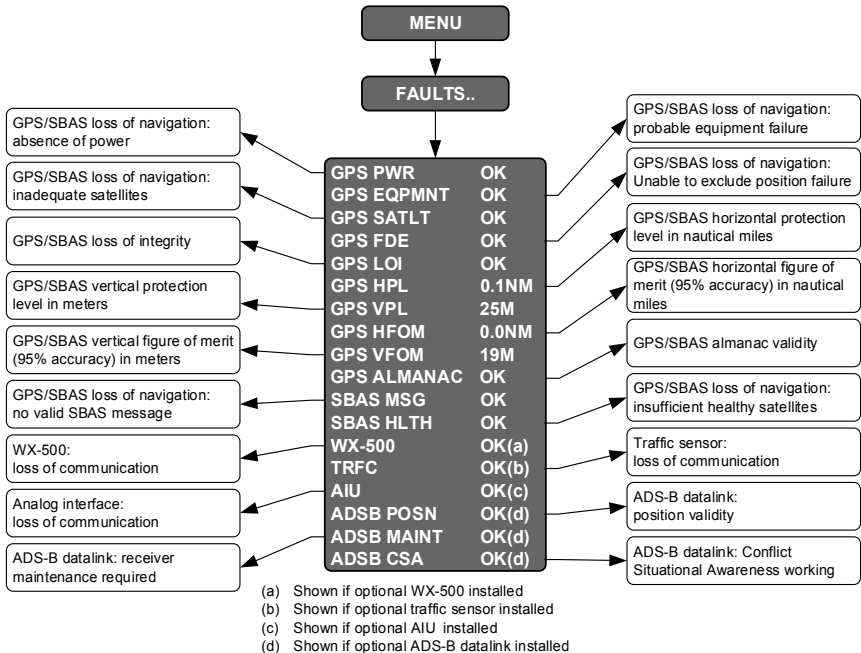 MENU
FAULTS..
GPS/SBAS loss of navigation:
absence of power
GPS/SBAS loss of navigation:
inadequate satellites
GPS/SBAS loss of integrity
GPS/SBAS vertical protection
level in meters
GPS/SBAS vertical figure of merit
(95% accuracy) in meters
GPS/SBAS loss of navigation:
no valid SBAS message
WX-500:
loss of communication
Analog interface:
loss of communication
ADS-B datalink: receiver
maintenance required
GPS PWR OK
GPS EQPMNT OK
GPS SATLT OK
GPS FDE OK
GPS LOI OK
GPS HPL 0.1NM
GPS VPL 25M
GPS HFOM 0.0NM
GPS VFOM 19M
GPS ALMANAC OK
SBAS MSG OK
SBAS HLTH OK
WX-500 OK(a)
TRFC OK(b)
AIU OK(c)
ADSB POSN OK(d)
ADSB MAINT OK(d)
ADSB CSA OK(d)
GPS/SBAS loss of navigation:
probable equipment failure
GPS/SBAS loss of navigation:
Unable to exclude position failure
GPS/SBAS horizontal protection
level in nautical miles
GPS/SBAS horizontal figure of
merit (95% accuracy) in nautical
miles
GPS/SBAS almanac validity
GPS/SBAS loss of navigation:
insufficient healthy satellites
Traffic sensor:
loss of communication
ADS-B datalink:
position validity
ADS-B datalink: Conflict
Situational Awareness working
(a) Shown if optional WX-500 installed
(b) Shown if optional traffic sensor installed
(c) Shown if optional AIU installed
(d) Shown if optional ADS-B datalink installed